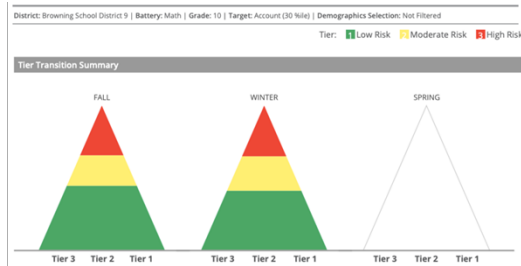 District: Browning School District 9 | Battery: Math | Grade: 10 | Target: Account (30 %ile) | Demographics Selection: Not Filtered
Tier: 1 Low Risk 2 Moderate Risk 3 High Risk
Tier Transition Summary
FALL WINTER SPRING
Tier 3 Tier 2 Tier 1 Tier 3 Tier 2 Tier 1 Tier 3 Tier 2 Tier 1